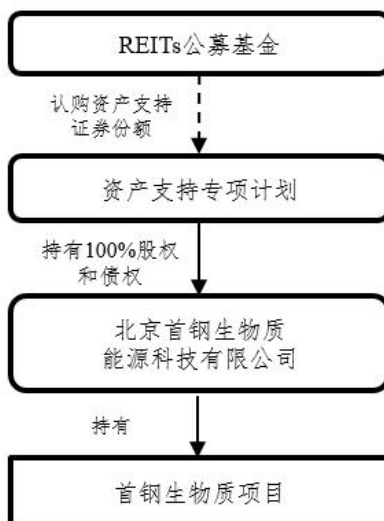 REITs公募基金
认购资产支持
证券份额
资产支持专项计划
持有100%股权
和债权
北京首钢生物质
能源科技有限公司
持有
首钢生物质项目